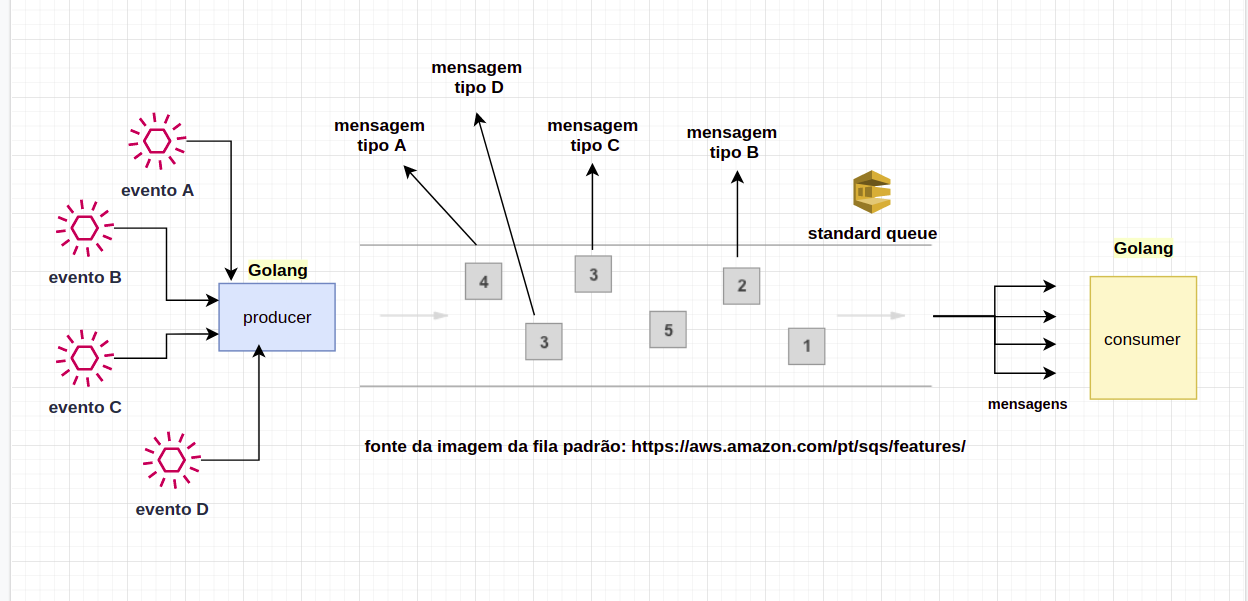 mensagem
tipo D
mensagem
tipo A
mensagem
tipo C
mensagem
tipo B
evento A
standard queue
evento B
Golang
Golang
producer
4
3
2
3
5
1
consumer
evento C
mensagens
fonte da imagem da fila padrão: https://aws.amazon.com/pt/sqs/features/
evento D